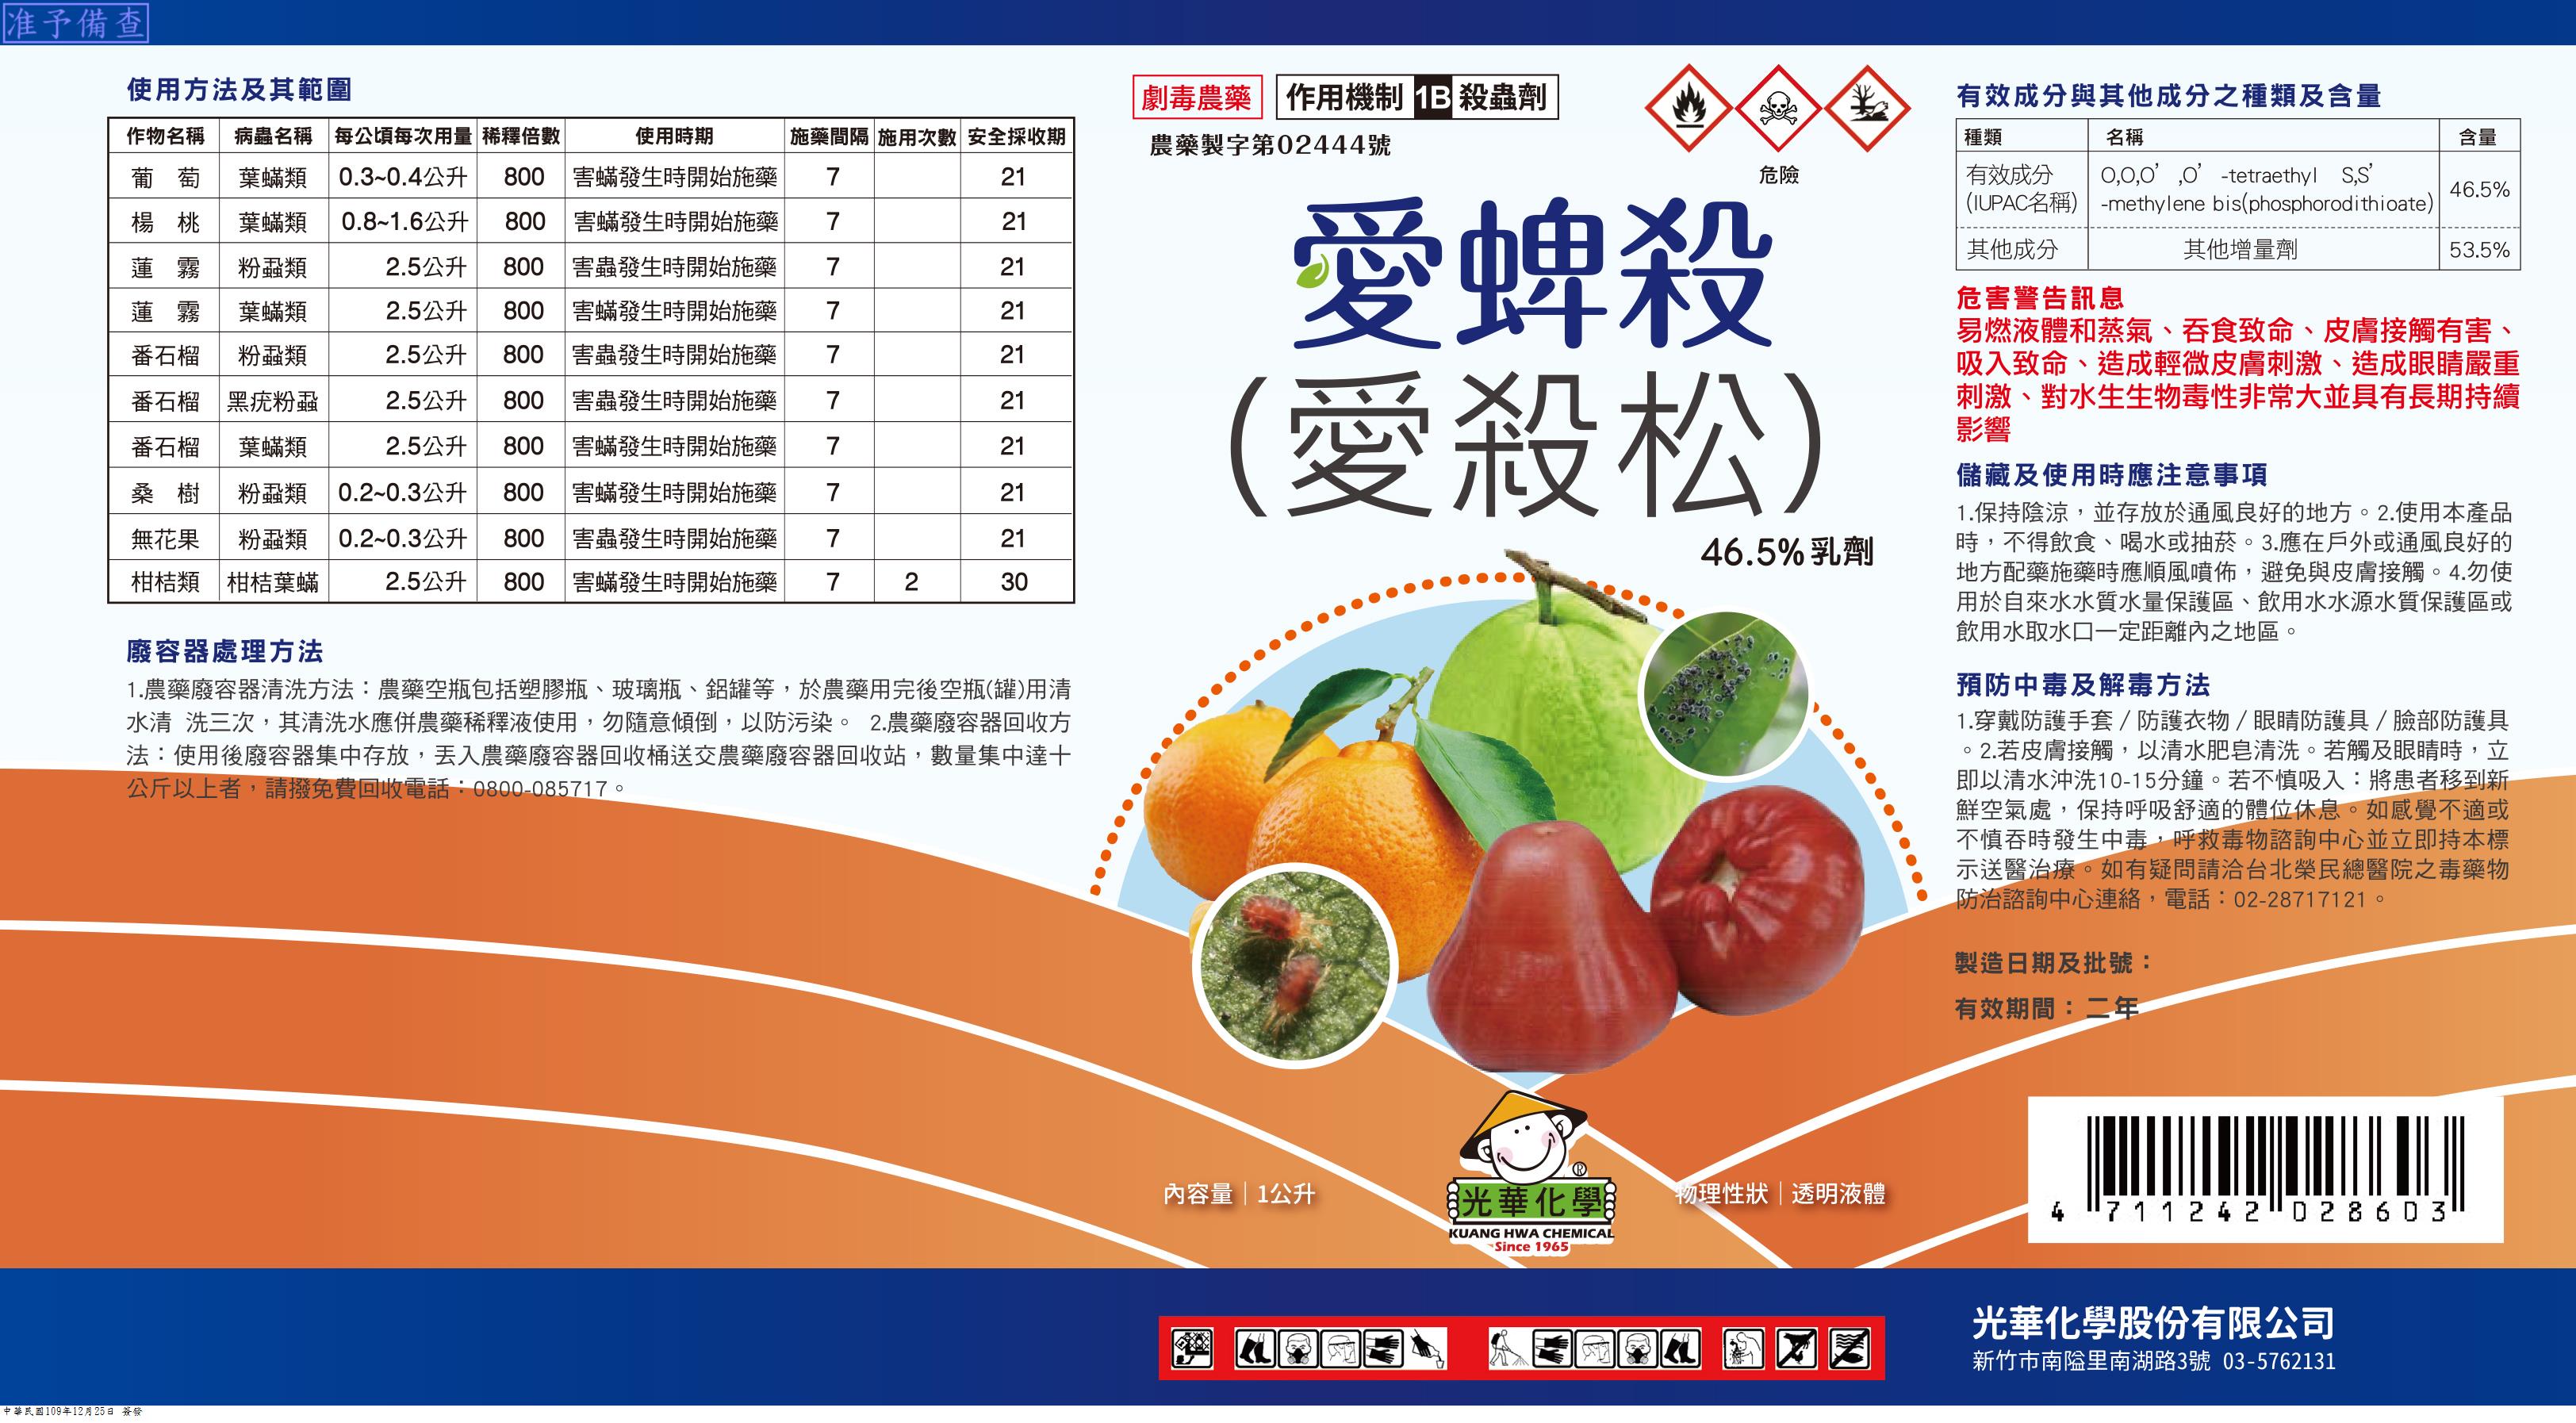 准予備查
使用方法及其範圍
作物名稱 病蟲名稱 每公頃每次用量 稀釋倍數 使用時期 施藥間隔 施用次數 安全採收期
葡 萄 葉蟎類 0.3~0.4公升 800 害蟎發生時開始施藥 7 21
楊 桃 葉蟎類 0.8~1.6公升 800 害蟎發生時開始施藥 7 21
蓮 霧 粉蝨類 2.5公升 800 害蟲發生時開始施藥 7 21
蓮 霧 葉蟎類 2.5公升 800 害蟎發生時開始施藥 7 21
番石榴 粉蝨類 2.5公升 800 害蟲發生時開始施藥 7 21
番石榴 黑疣粉蝨 2.5公升 800 害蟲發生時開始施藥 7 21
番石榴 葉蟎類 2.5公升 800 害蟎發生時開始施藥 7 21
桑 樹 粉蝨類 0.2~0.3公升 800 害蟎發生時開始施藥 7 21
無花果 粉蝨類 0.2~0.3公升 800 害蟲發生時開始施藥 7 21
柑桔類 柑桔葉蟎 2.5公升 800 害蟎發生時開始施藥 7 2 30
廢容器處理方法
1.農藥廢容器清洗方法：農藥空瓶包括塑膠瓶、玻璃瓶、鋁罐等，於農藥用完後空瓶(罐)用清
水清 洗三次，其清洗水應併農藥稀釋液使用，勿隨意傾倒，以防污染。 2.農藥廢容器回收方
法：使用後廢容器集中存放，丟入農藥廢容器回收桶送交農藥廢容器回收站，數量集中達十
公斤以上者，請撥免費回收電話：0800-085717。
劇毒農藥 作用機制 1B 殺蟲劑
農藥製字第02444號
危險
愛蜱殺
(愛殺松)
46.5%乳劑
內容量｜1公升
光華化學
®
KUANG HWA CHEMICAL
Since 1965
物理性狀｜透明液體
有效成分與其他成分之種類及含量
種類 名稱 含量
有效成分 O,O,O',O'-tetraethyl S,S'
(IUPAC名稱) -methylene bis(phosphorodithioate) 46.5%
其他成分 其他增量劑 53.5%
危害警告訊息
易燃液體和蒸氣、吞食致命、皮膚接觸有害、
吸入致命、造成輕微皮膚刺激、造成眼睛嚴重
刺激、對水生生物毒性非常大並具有長期持續
影響
儲藏及使用時應注意事項
1.保持陰涼，並存放於通風良好的地方。2.使用本產品
時，不得飲食、喝水或抽菸。3.應在戶外或通風良好的
地方配藥施藥時應順風噴佈，避免與皮膚接觸。4.勿使
用於自來水水質水量保護區、飲用水水源水質保護區或
飲用水取水口一定距離內之地區。
預防中毒及解毒方法
1.穿戴防護手套/防護衣物/眼睛防護具/臉部防護具
。2.若皮膚接觸，以清水肥皂清洗。若觸及眼睛時，立
即以清水沖洗10-15分鐘。若不慎吸入：將患者移到新
鮮空氣處，保持呼吸舒適的體位休息。如感覺不適或
不慎吞時發生中毒，呼救毒物諮詢中心並立即持本標
示送醫治療。如有疑問請洽台北榮民總醫院之毒藥物
防治諮詢中心連絡，電話：02-28717121。
製造日期及批號：
有效期間：二年
4 711242 028603
光華化學股份有限公司
新竹市南隘里南湖路3號 03-5762131
中華民國109年12月25日 簽發